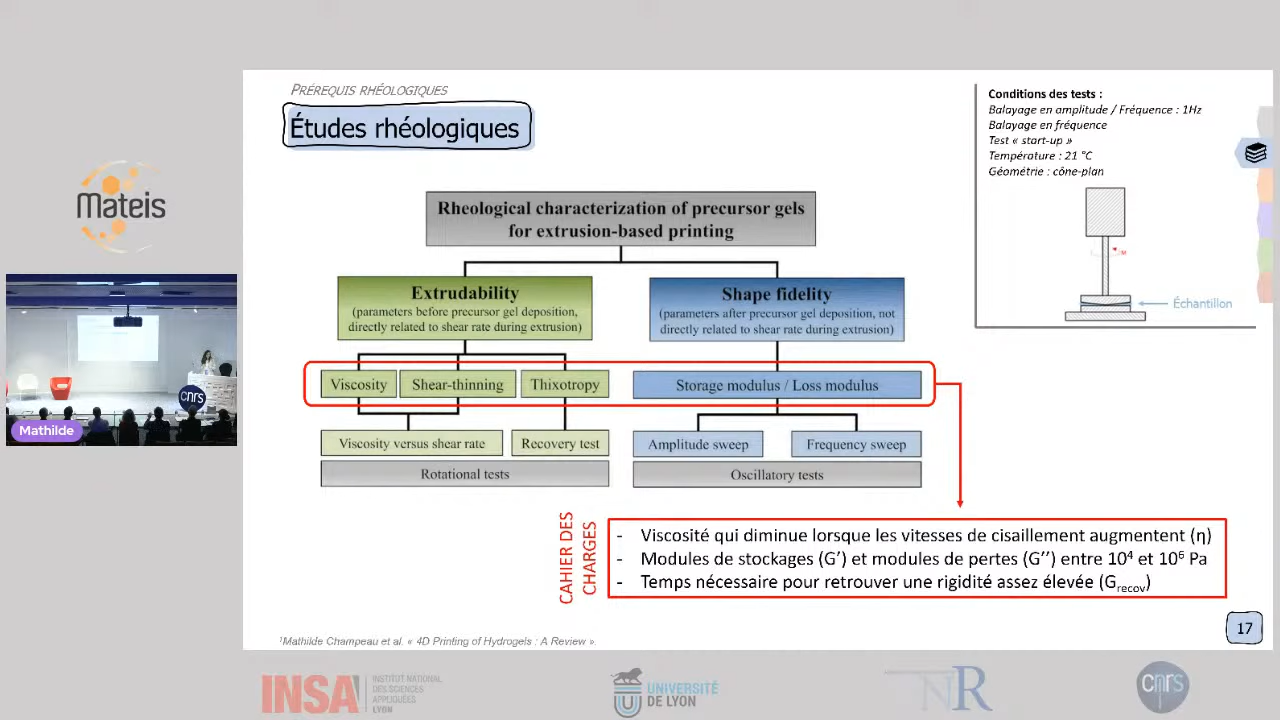 PRÉREQUIS RHÉOLOGIQUES
Études rhéologiques
Conditions des tests :
Balayage en amplitude / Fréquence : 1Hz
Balayage en fréquence
Test « start-up »
Température : 21 °C
Géométrie : cône-plan
M
Échantillon
Mateis
cnrs
Mathilde
Rheological characterization of precursor gels
for extrusion-based printing
Extrudability
(parameters before precursor gel deposition,
directly related to shear rate during extrusion)
Shape fidelity
(parameters after precursor gel deposition, not
directly related to shear rate during extrusion)
Viscosity
Shear-thinning
Thixotropy
Storage modulus / Loss modulus
Viscosity versus shear rate
Recovery test
Amplitude sweep
Frequency sweep
Rotational tests
Oscillatory tests
CAHIER DES
CHARGES
- Viscosité qui diminue lorsque les vitesses de cisaillement augmentent (η)
- Modules de stockages (G’) et modules de pertes (G’’) entre 10⁴ et 10⁶ Pa
- Temps nécessaire pour retrouver une rigidité assez élevée (Grecov)
¹Mathilde Champeau et al. « 4D Printing of Hydrogels : A Review ».
17
INSA
INSTITUT NATIONAL
DES SCIENCES
APPLIQUÉES
LYON
UNIVERSITÉ
DE LYON
NR
cnrs